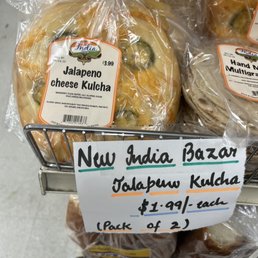 India
$3.99
Jalapeno
cheese Kulcha
Hand M
Multigra
New India Bazar
Jalapeno Kulcha
$1.99/- each
(Pack of 2)